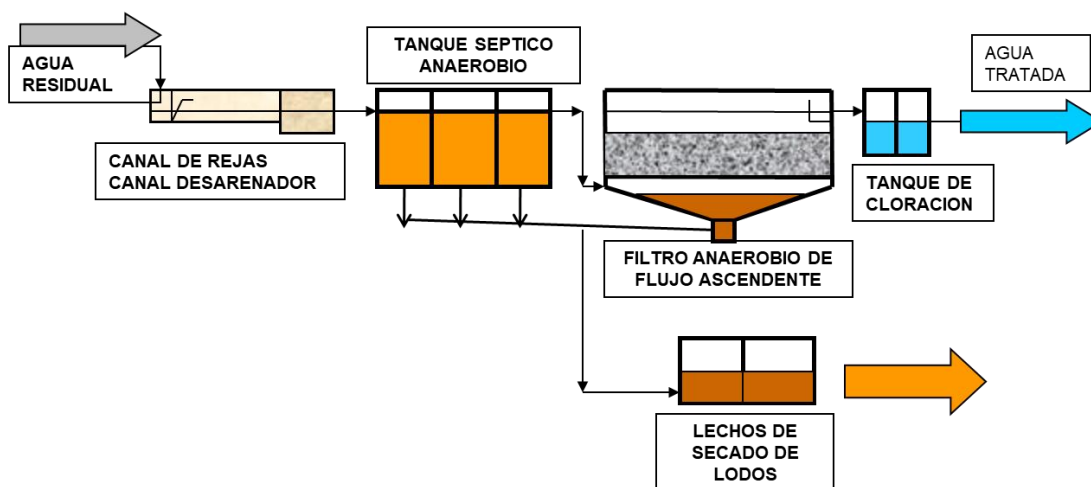 AGUA
RESIDUAL
TANQUE SEPTICO
ANAEROBIO
AGUA
TRATADA
CANAL DE REJAS
CANAL DESARENADOR
TANQUE DE
CLORACION
FILTRO ANAEROBIO DE
FLUJO ASCENDENTE
LECHOS DE
SECADO DE
LODOS